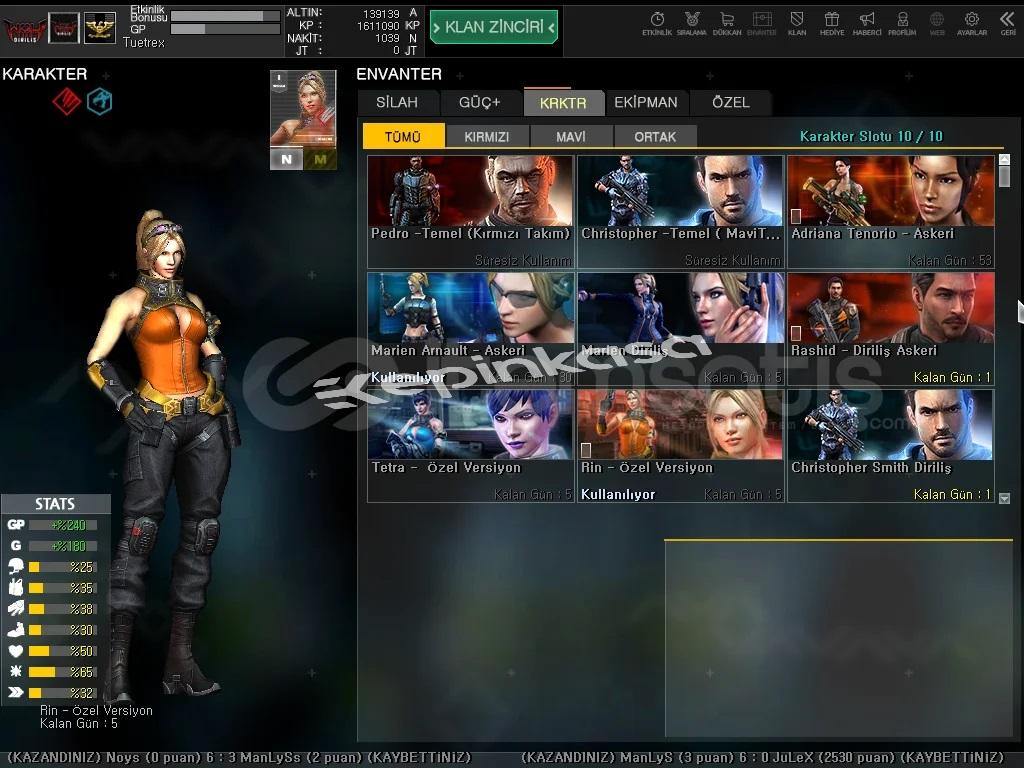 DİRİLİŞ
Etkinlik
Bonusu
GP
Tuetrex
ALTIN: 139139 A
KP : 1611090 KP
NAKİT: 1039 N
JT : 0 JT
KLAN ZİNCİRİ
ETKİNLİK SIRALAMA DÜKKAN ENVANTER KLAN HEDİYE HABERCİ PROFİLİM WEB AYARLAR GERİ
KARAKTER
N M
ENVANTER
SİLAH GÜÇ+ KRKTR EKİPMAN ÖZEL
TÜMÜ KIRMIZI MAVİ ORTAK Karakter Slotu 10 / 10
Pedro -Temel (Kırmızı Takım) Christopher -Temel ( MaviT... Adriana Tenorio - Askeri
Süresiz Kullanım Süresiz Kullanım Kalan Gün : 53
Marien Arnault - Askeri Marien Diriliş Rashid - Diriliş Askeri
Kullanılıyor Kalan Gün : 30 Kalan Gün : 5 Kalan Gün : 1
epinkarea
Tetra - Özel Versiyon Rin - Özel Versiyon Christopher Smith Diriliş
Kalan Gün : 5 Kullanılıyor Kalan Gün : 5 Kalan Gün : 1
STATS
GP +%240
G +%180
%25
%35
%38
%30
%50
%65
%32
Rin - Özel Versiyon
Kalan Gün : 5
(KAZANDINIZ) Noys (0 puan) 6 : 3 ManLySs (2 puan) (KAYBETTİNİZ) (KAZANDINIZ) ManLyS (3 puan) 6 : 0 JuLeX (2530 puan) (KAYBETTİNİZ)